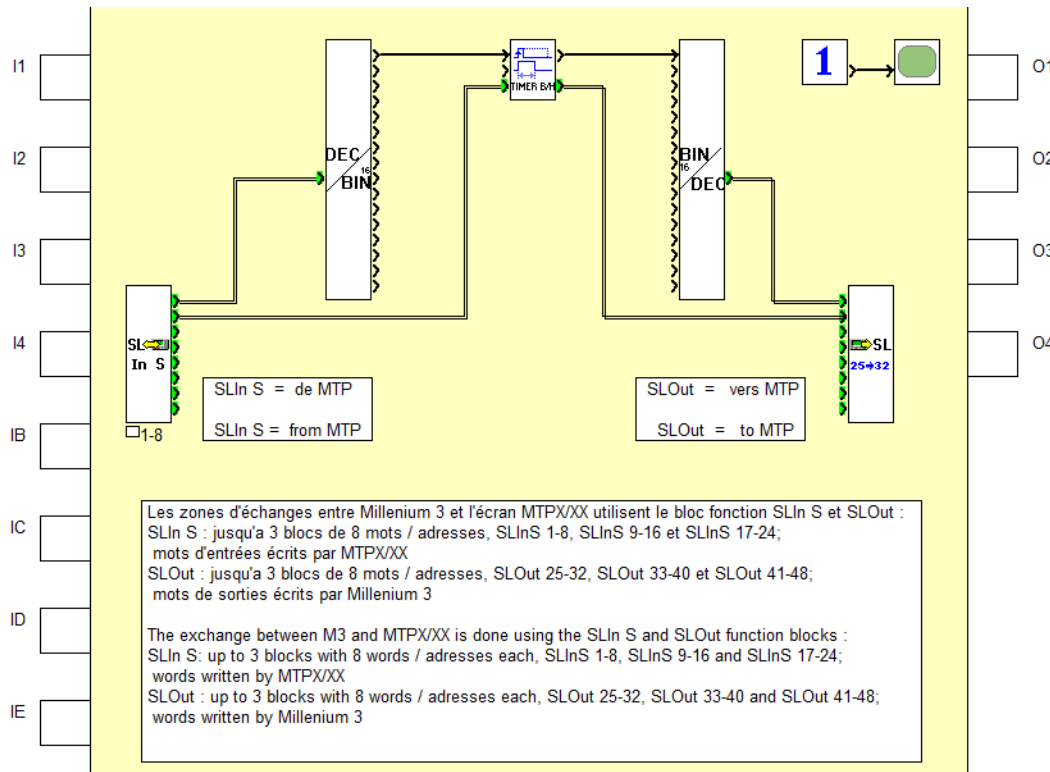 I1
I2
I3
I4
IB
IC
ID
IE
DEC
16
BIN
TIMER B/H
BIN
16
DEC
1
O1
O2
O3
O4
SL
In S
1-8
SL
25→32
SLIn S = de MTP
SLIn S = from MTP
SLOut = vers MTP
SLOut = to MTP
Les zones d'échanges entre Millenium 3 et l'écran MTPX/XX utilisent le bloc fonction SLIn S et SLOut :
SLIn S : jusqu'a 3 blocs de 8 mots / adresses, SLInS 1-8, SLInS 9-16 et SLInS 17-24;
mots d'entrées écrits par MTPX/XX
SLOut : jusqu'a 3 blocs de 8 mots / adresses, SLOut 25-32, SLOut 33-40 et SLOut 41-48;
mots de sorties écrits par Millenium 3
The exchange between M3 and MTPX/XX is done using the SLIn S and SLOut function blocks :
SLIn S: up to 3 blocks with 8 words / adresses each, SLInS 1-8, SLInS 9-16 and SLInS 17-24;
words written by MTPX/XX
SLOut : up to 3 blocks with 8 words / adresses each, SLOut 25-32, SLOut 33-40 and SLOut 41-48;
words written by Millenium 3